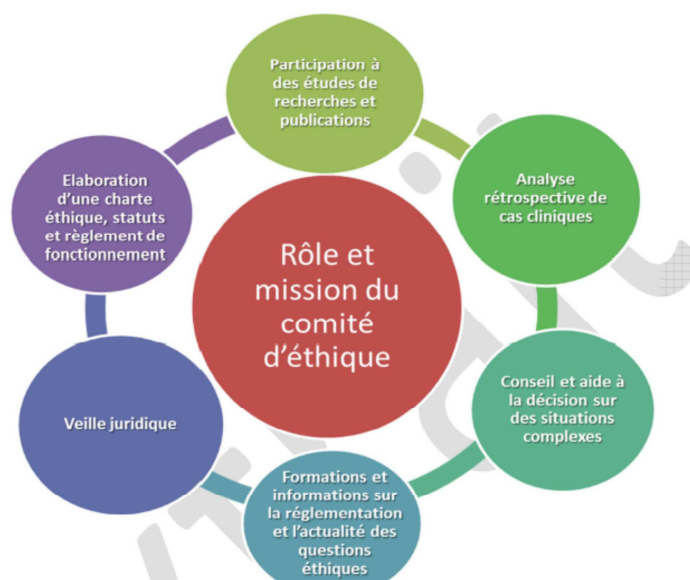 Participation à
des études de
recherches et
publications
Analyse
rétrospective de
cas cliniques
Conseil et aide à
la décision sur
des situations
complexes
Formations et
informations sur
la réglementation
et l'actualité des
questions
éthiques
Veille juridique
Elaboration
d'une charte
éthique, statuts
et règlement de
fonctionnement
Rôle et
mission du
comité
d'éthique